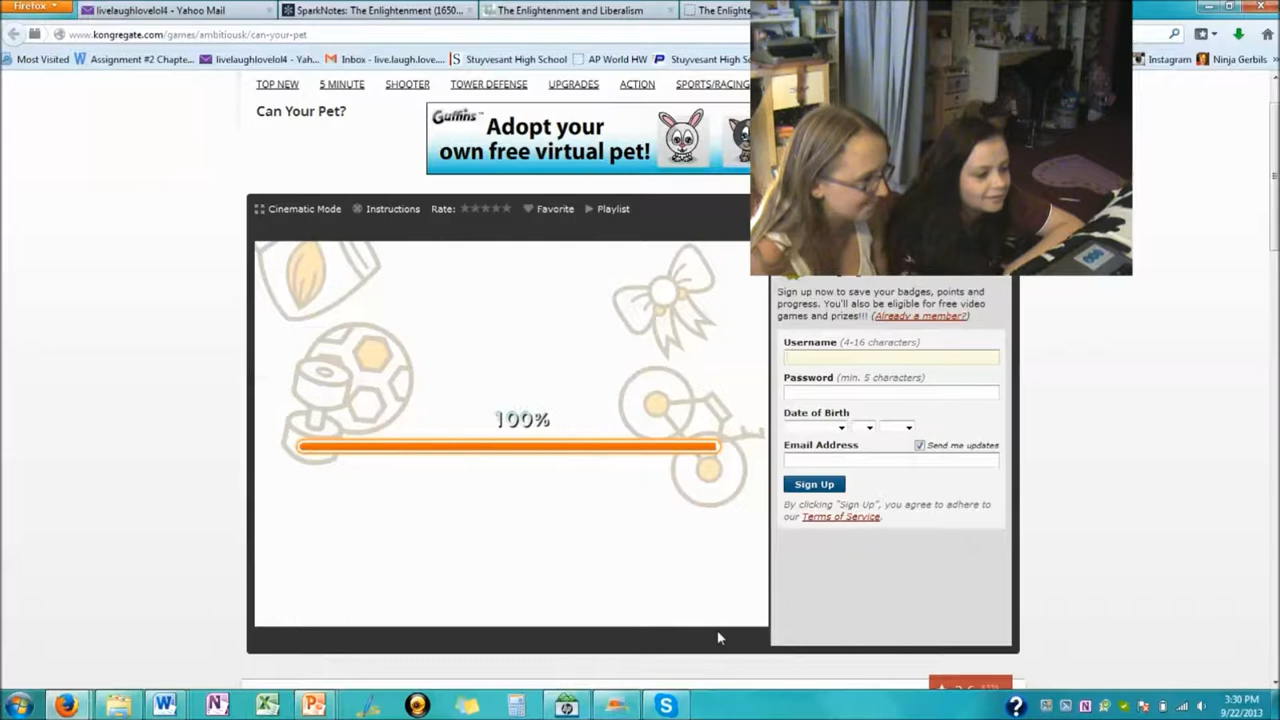 Firefox
livelaughlovelol4 - Yahoo Mail
SparkNotes: The Enlightenment (1650...
The Enlightenment and Liberalism
The Enlighte
www.kongregate.com/games/ambitiousk/can-your-pet
Most Visited
Assignment #2 Chapte...
livelaughlovelol4 - Yah...
Inbox - live.laugh.love....
Stuyvesant High School
AP World HW
Stuyvesant High S
Instagram
Ninja Gerbils
TOP NEW
5 MINUTE
SHOOTER
TOWER DEFENSE
UPGRADES
ACTION
SPORTS/RACING
Can Your Pet?
Guffins
Adopt your
own free virtual pet!
Cinematic Mode
Instructions
Rate:
Favorite
Playlist
100%
Sign up now to save your badges, points and
progress. You'll also be eligible for free video
games and prizes!!! (Already a member?)
Username (4-16 characters)
Password (min. 5 characters)
Date of Birth
Email Address
Send me updates
Sign Up
By clicking "Sign Up", you agree to adhere to
our Terms of Service.
3:30 PM
9/22/2013